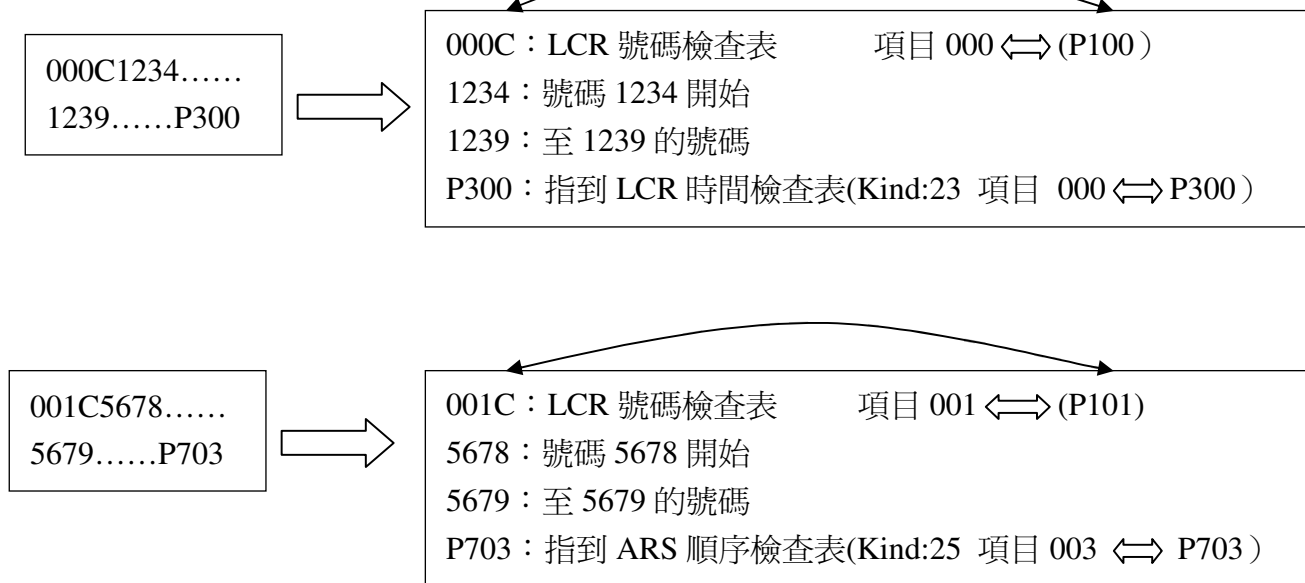 000C1234……
1239……P300
000C：LCR 號碼檢查表 項目 000 ⟺ (P100）
1234：號碼 1234 開始
1239：至 1239 的號碼
P300：指到 LCR 時間檢查表(Kind:23 項目 000 ⟺ P300）
001C5678……
5679……P703
001C：LCR 號碼檢查表 項目 001 ⟺ (P101)
5678：號碼 5678 開始
5679：至 5679 的號碼
P703：指到 ARS 順序檢查表(Kind:25 項目 003 ⟺ P703）